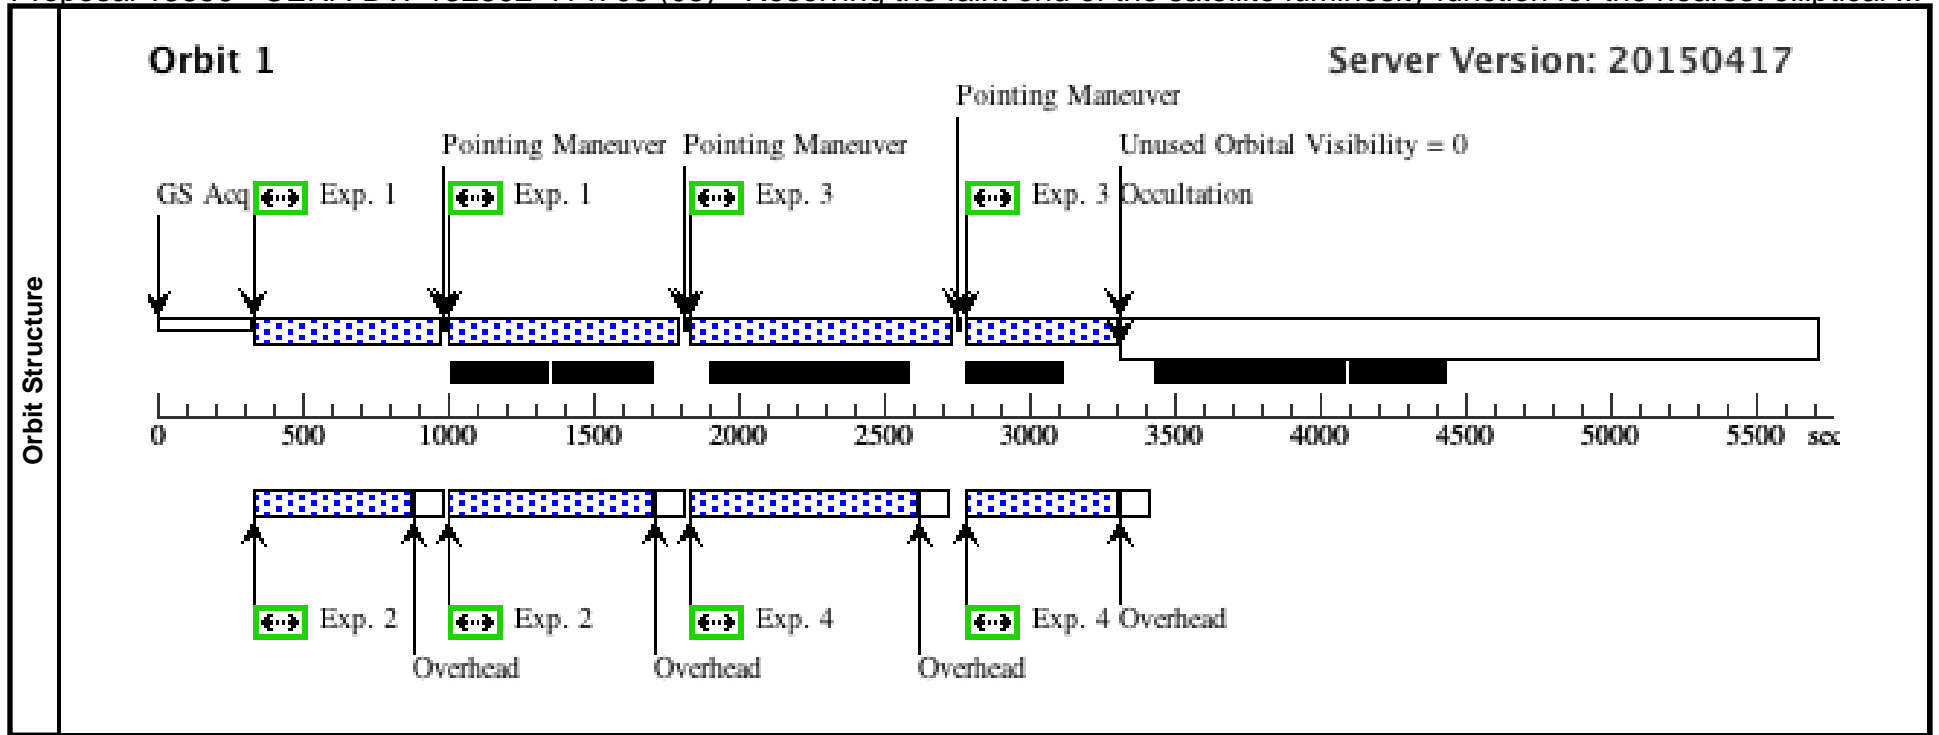 Orbit 1
Server Version: 20150417
Pointing Maneuver
Pointing Maneuver Pointing Maneuver
Unused Orbital Visibility = 0
GS Acq
Exp. 1
Exp. 1
Exp. 3
Exp. 3
Occultation
Orbit Structure
0 500 1000 1500 2000 2500 3000 3500 4000 4500 5000 5500 sec
Exp. 2
Exp. 2
Exp. 4
Exp. 4
Overhead
Overhead
Overhead
Overhead